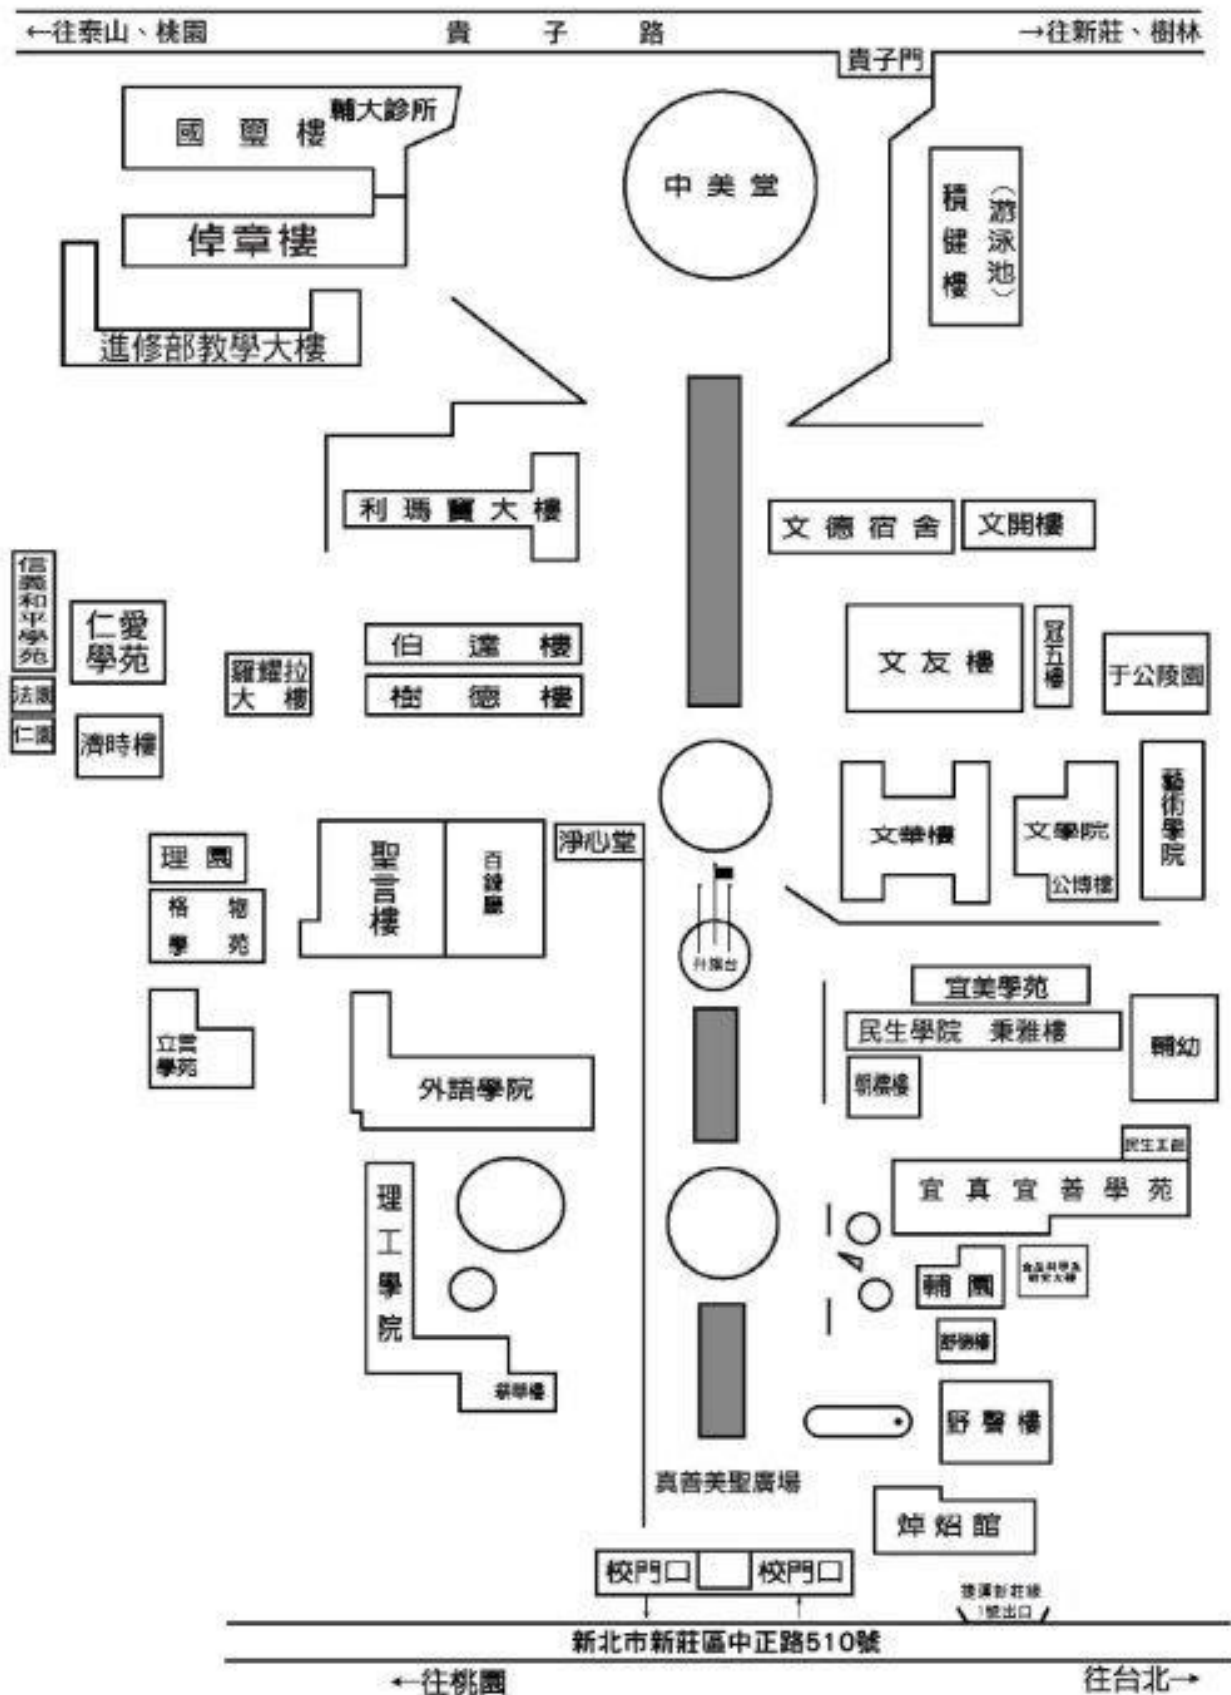 ←往泰山、桃園
貴子路
→往新莊、樹林
貴子門
國璽樓
輔大診所
中美堂
積健樓
（游泳池）
倬章樓
進修部教學大樓
利瑪竇大樓
文德宿舍
文開樓
信義和平學苑
仁愛
學苑
伯達樓
文友樓
冠五樓
于公陵園
羅耀拉
大樓
樹德樓
法園
仁園
濟時樓
藝術學院
文華樓
文學院
公博樓
淨心堂
聖言樓
百鍊廳
理園
格物
學苑
升旗台
宜美學苑
民生學院 秉雅樓
輔幼
立言
學苑
外語學院
朝橒樓
民生工創
宜真宜善學苑
理工學院
輔園
食品科學系
研究大樓
舒德樓
耕莘樓
野聲樓
真善美聖廣場
焯炤館
校門口
校門口
捷運新莊線
1號出口
新北市新莊區中正路510號
←往桃園
往台北→